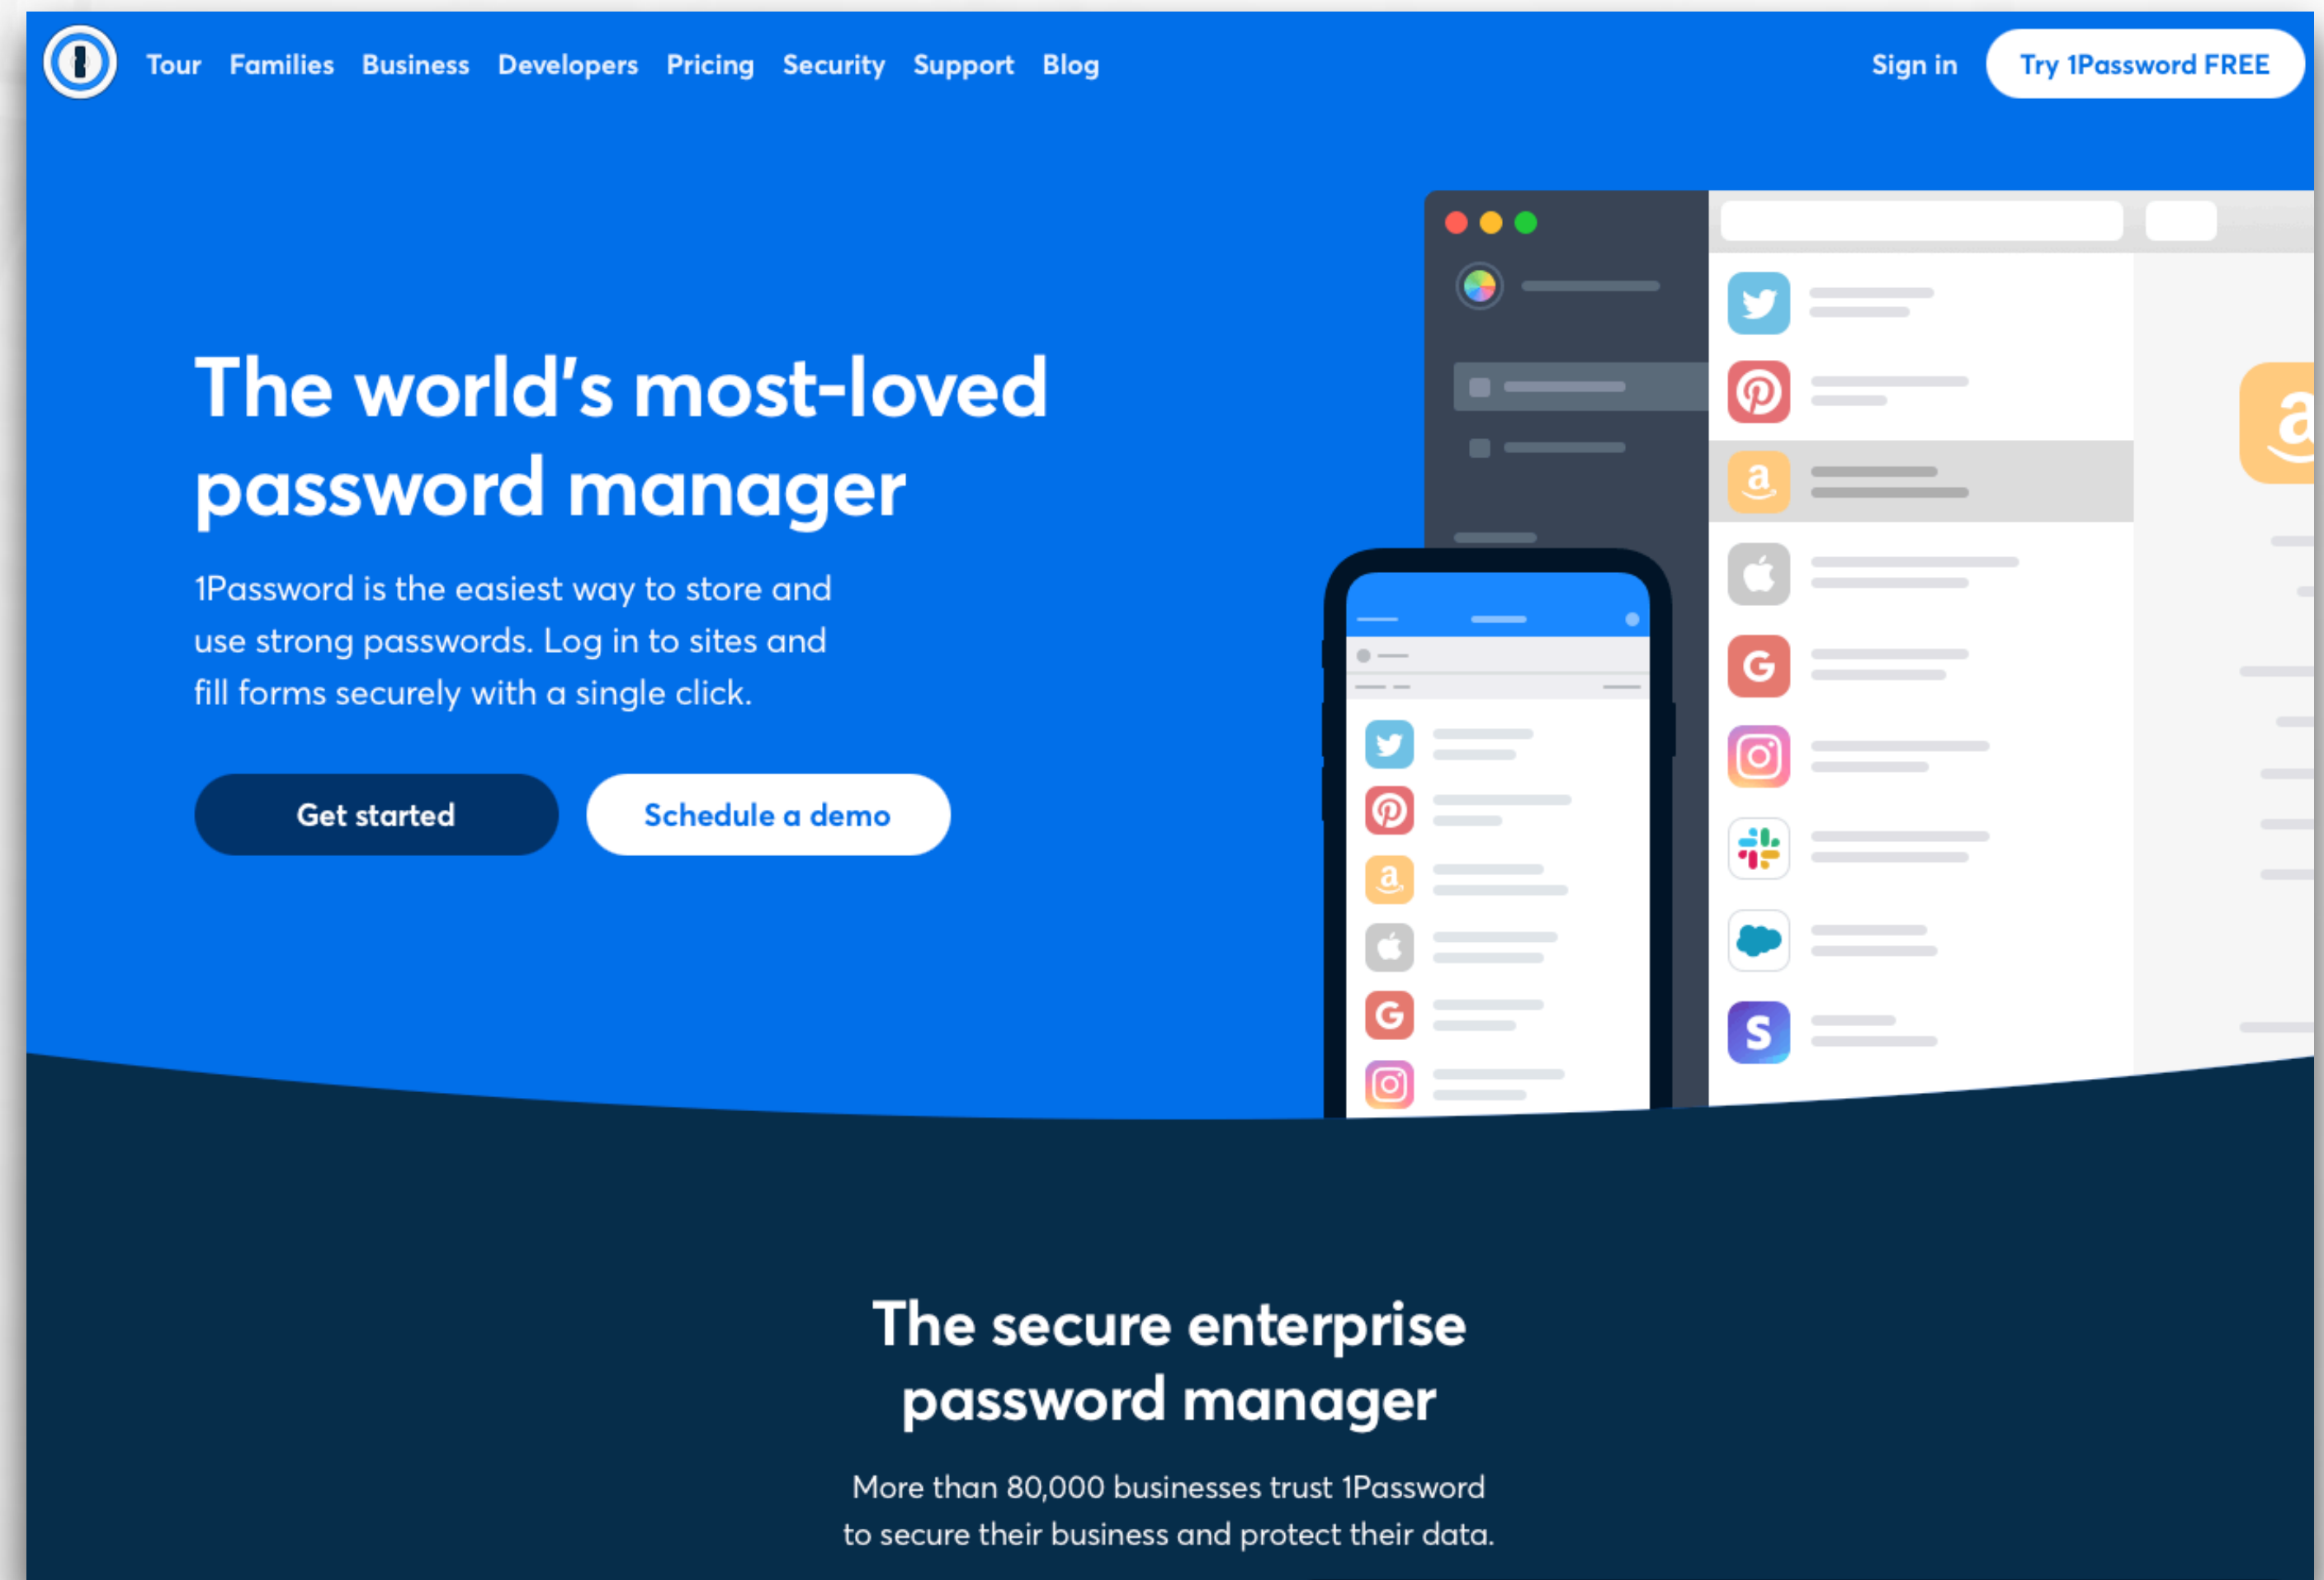 Tour Families Business Developers Pricing Security Support Blog Sign in Try 1Password FREE
The world's most-loved
password manager
1Password is the easiest way to store and
use strong passwords. Log in to sites and
fill forms securely with a single click.
Get started Schedule a demo
The secure enterprise
password manager
More than 80,000 businesses trust 1Password
to secure their business and protect their data.